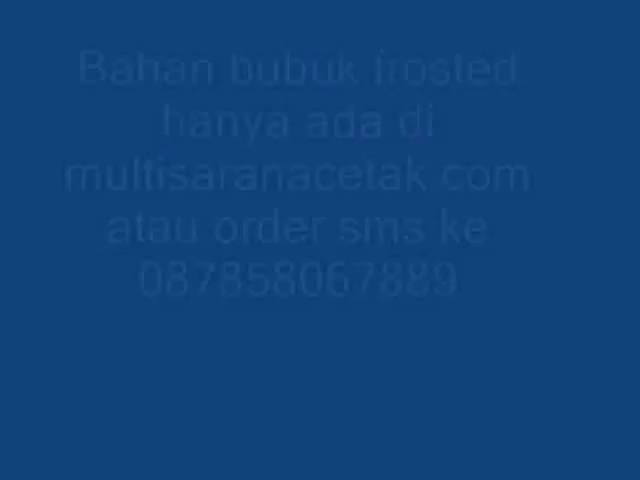 Bahan bubuk frosted
hanya ada di
multisaranacetak.com
atau order sms ke
087858067889